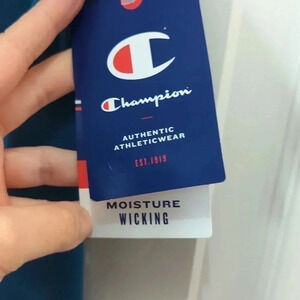 Champion
AUTHENTIC
ATHLETICWEAR
EST. 1919
MOISTURE
WICKING